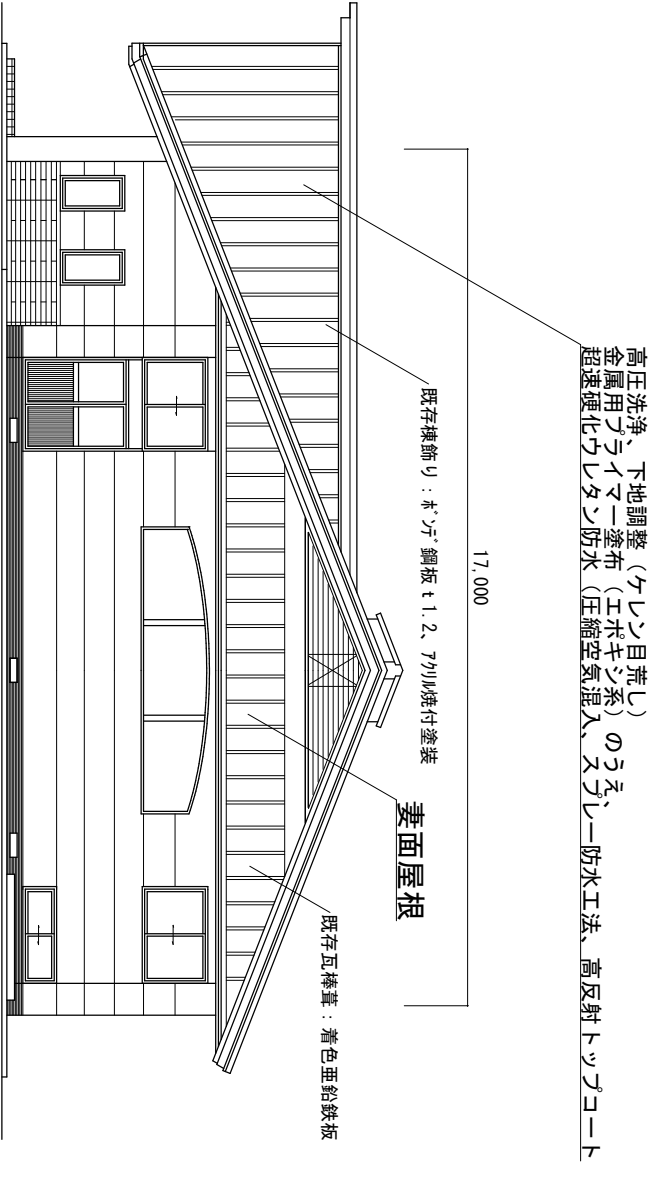 高圧洗浄、下地調整（ケレン目荒し）
金属用プライマー塗布（エポキシ系）のうえ、
超速硬化ウレタン防水（圧縮空気混入、スプレー防水工法、高反射トップコート
17,000
既存棟飾り：ボンデ鋼板 t1.2、アクリル焼付塗装
妻面屋根
既存瓦棒葺：着色亜鉛鉄板